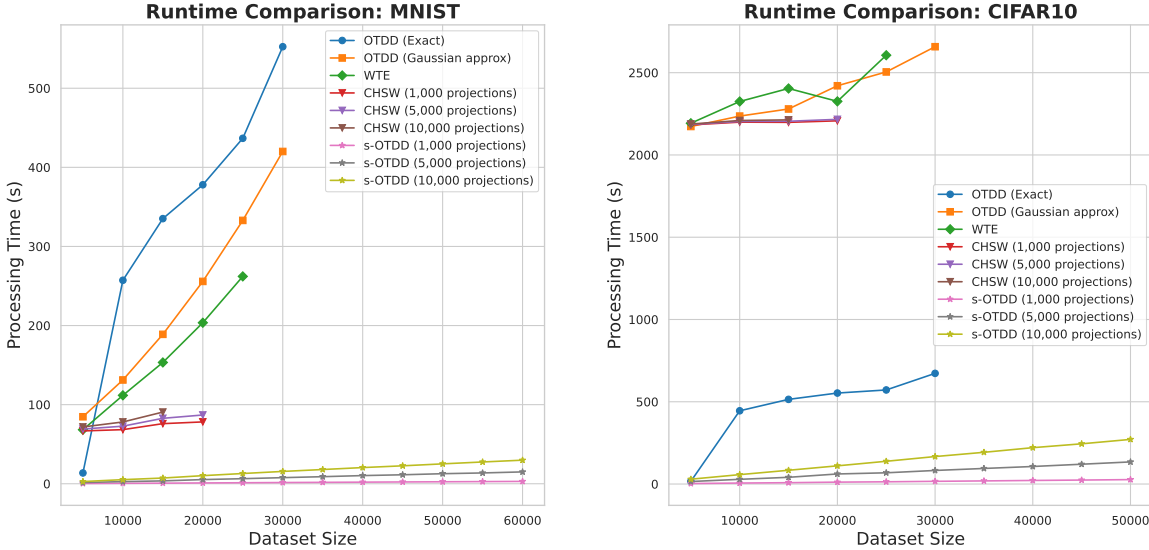 Runtime Comparison: MNIST
Processing Time (s)
500
400
300
200
100
0
OTDD (Exact)
OTDD (Gaussian approx)
WTE
CHSW (1,000 projections)
CHSW (5,000 projections)
CHSW (10,000 projections)
s-OTDD (1,000 projections)
s-OTDD (5,000 projections)
s-OTDD (10,000 projections)
10000 20000 30000 40000 50000 60000
Dataset Size
Runtime Comparison: CIFAR10
Processing Time (s)
2500
2000
1500
1000
500
0
OTDD (Exact)
OTDD (Gaussian approx)
WTE
CHSW (1,000 projections)
CHSW (5,000 projections)
CHSW (10,000 projections)
s-OTDD (1,000 projections)
s-OTDD (5,000 projections)
s-OTDD (10,000 projections)
10000 20000 30000 40000 50000
Dataset Size